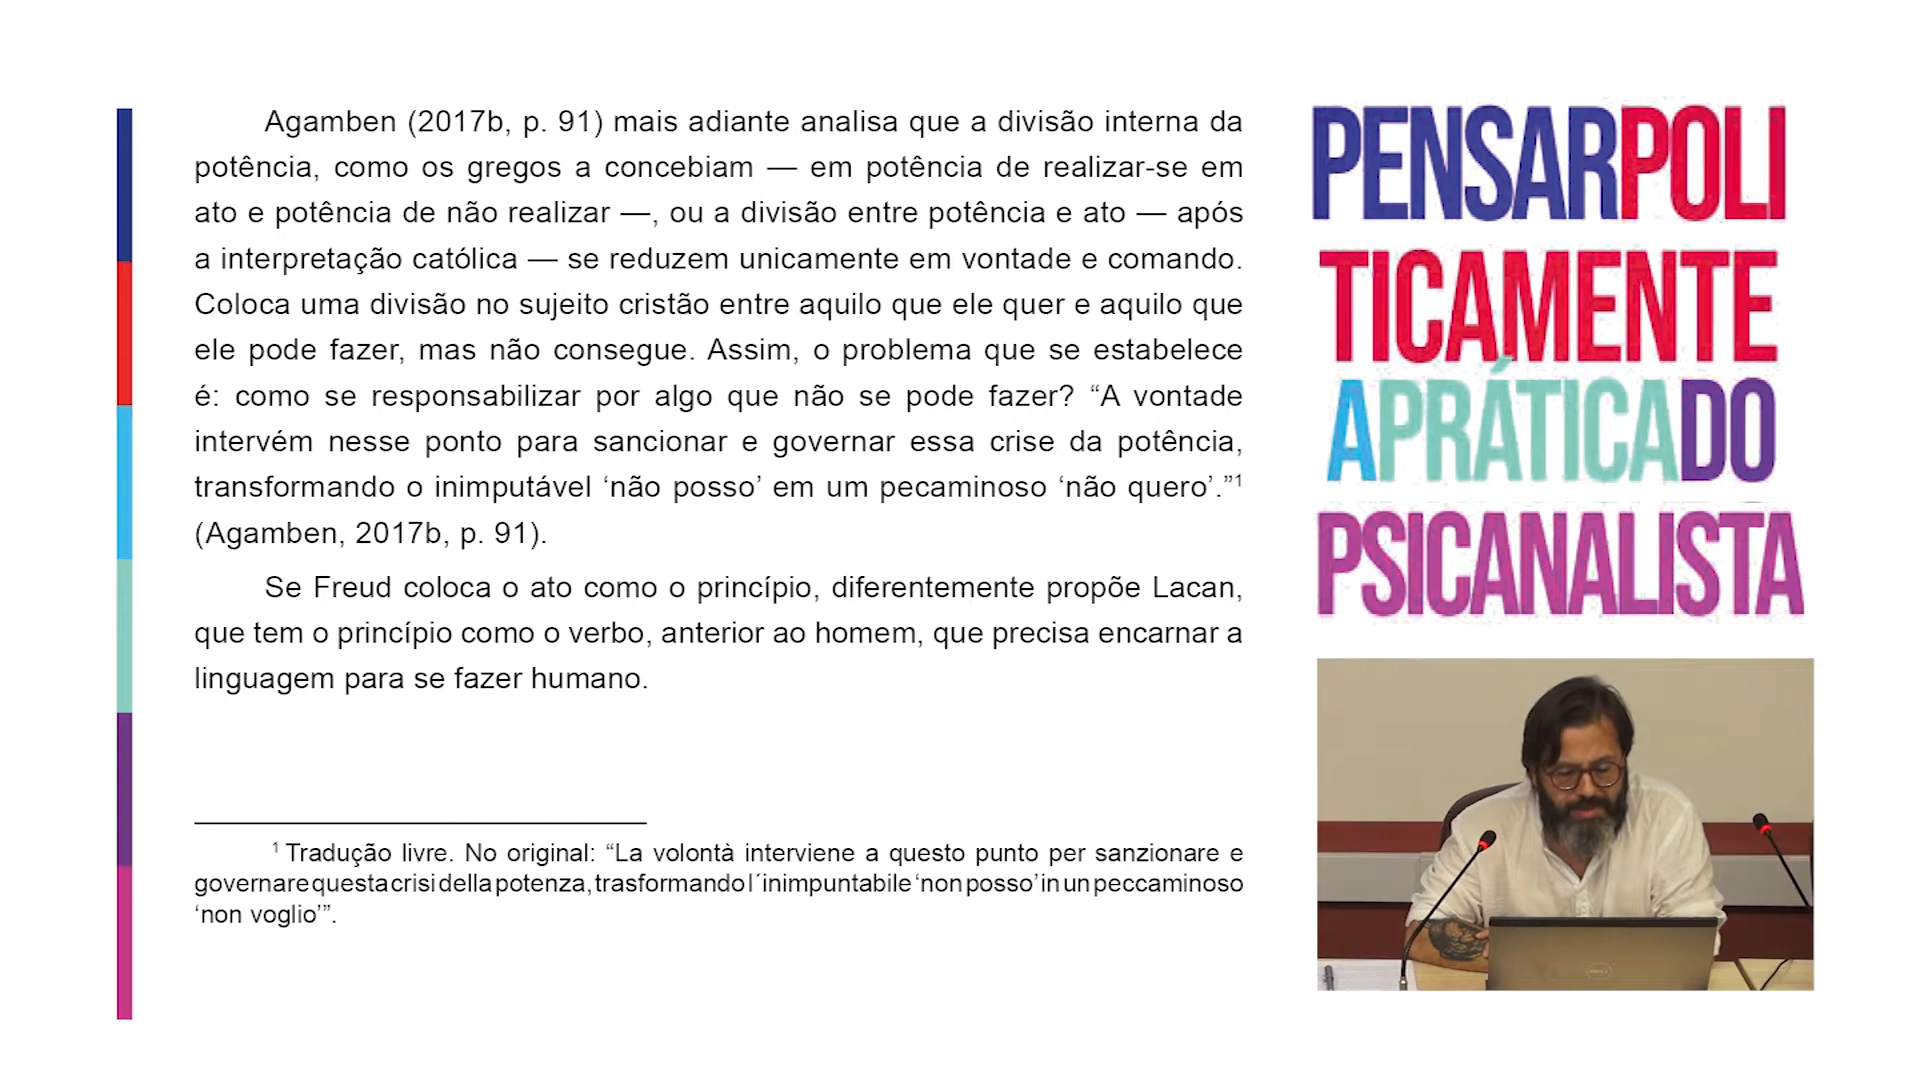 Agamben (2017b, p. 91) mais adiante analisa que a divisão interna da
potência, como os gregos a concebiam — em potência de realizar-se em
ato e potência de não realizar —, ou a divisão entre potência e ato — após
a interpretação católica — se reduzem unicamente em vontade e comando.
Coloca uma divisão no sujeito cristão entre aquilo que ele quer e aquilo que
ele pode fazer, mas não consegue. Assim, o problema que se estabelece
é: como se responsabilizar por algo que não se pode fazer? “A vontade
intervém nesse ponto para sancionar e governar essa crise da potência,
transformando o inimputável ‘não posso’ em um pecaminoso ‘não quero’.”¹
(Agamben, 2017b, p. 91).
Se Freud coloca o ato como o princípio, diferentemente propõe Lacan,
que tem o princípio como o verbo, anterior ao homem, que precisa encarnar a
linguagem para se fazer humano.
¹ Tradução livre. No original: “La volontà interviene a questo punto per sanzionare e
governare questa crisi della potenza, trasformando l´inimpuntabile ‘non posso’ in un peccaminoso
‘non voglio’”.
PENSARPOLI
TICAMENTE
APRÁTICADO
PSICANALISTA
DELL